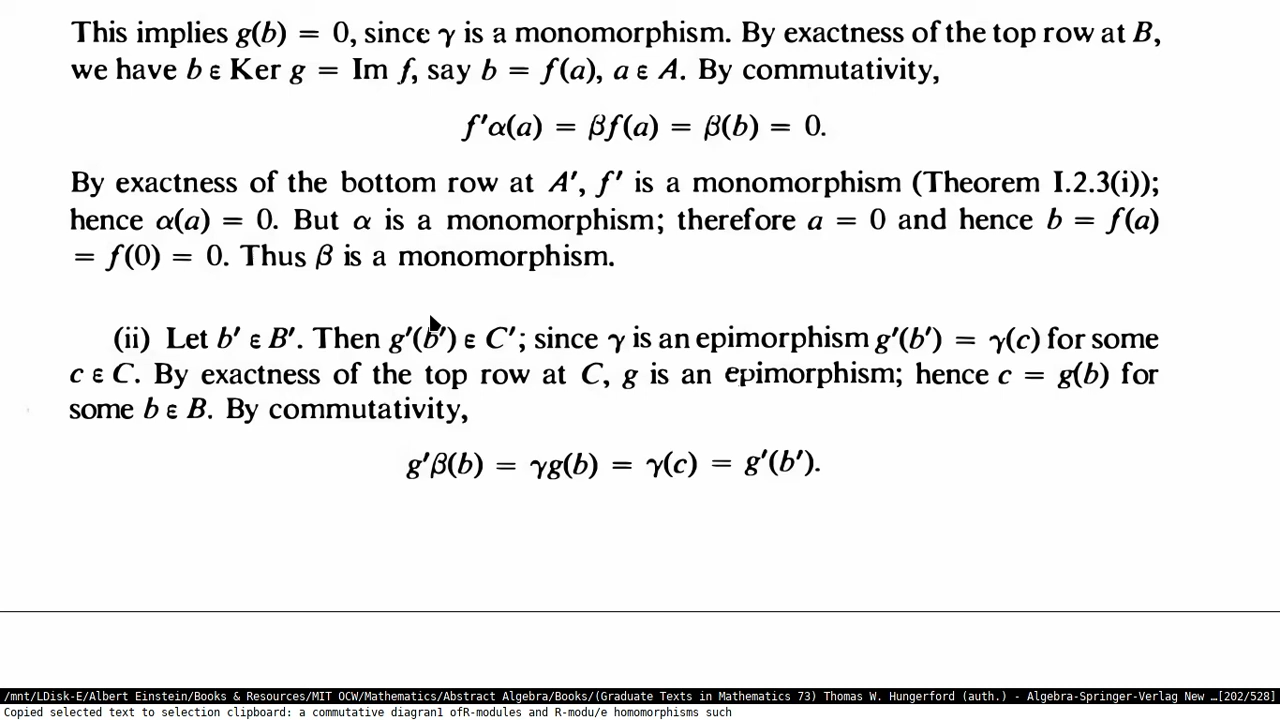 This implies g(b) = 0, since γ is a monomorphism. By exactness of the top row at B,
we have b ε Ker g = Im f, say b = f(a), a ε A. By commutativity,
f′α(a) = βf(a) = β(b) = 0.
By exactness of the bottom row at A′, f′ is a monomorphism (Theorem I.2.3(i));
hence α(a) = 0. But α is a monomorphism; therefore a = 0 and hence b = f(a)
= f(0) = 0. Thus β is a monomorphism.
(ii) Let b′ ε B′. Then g′(b′) ε C′; since γ is an epimorphism g′(b′) = γ(c) for some
c ε C. By exactness of the top row at C, g is an epimorphism; hence c = g(b) for
some b ε B. By commutativity,
g′β(b) = γg(b) = γ(c) = g′(b′).
/mnt/LDisk-E/Albert Einstein/Books & Resources/MIT OCW/Mathematics/Abstract Algebra/Books/(Graduate Texts in Mathematics 73) Thomas W. Hungerford (auth.) - Algebra-Springer-Verlag New …[202/528]
Copied selected text to selection clipboard: a commutative diagran1 ofR-modules and R-modu/e homomorphisms such